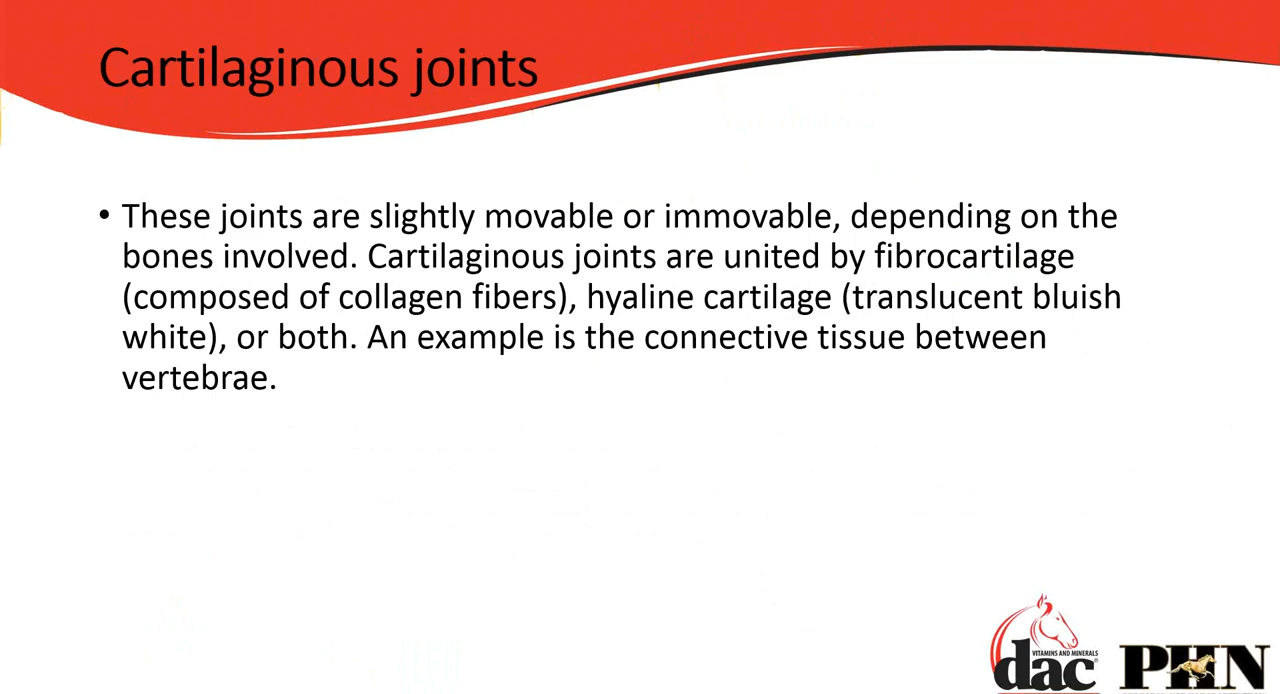 Cartilaginous joints
• These joints are slightly movable or immovable, depending on the
bones involved. Cartilaginous joints are united by fibrocartilage
(composed of collagen fibers), hyaline cartilage (translucent bluish
white), or both. An example is the connective tissue between
vertebrae.
VITAMINS AND MINERALS
dac®
PHN